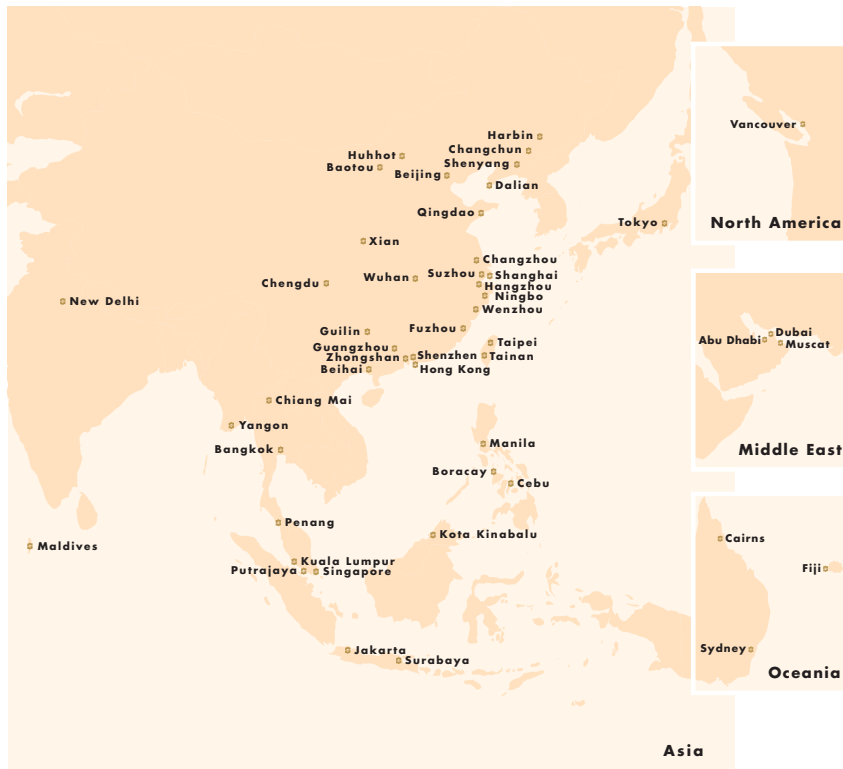 Harbin
Changchun
Huhhot
Shenyang
Baotou
Beijing
Dalian
Qingdao
Xian
Changzhou
Suzhou
Shanghai
Wuhan
Chengdu
Hangzhou
Ningbo
New Delhi
Wenzhou
Fuzhou
Guilin
Taipei
Guangzhou
Zhongshan
Shenzhen
Tainan
Beihai
Hong Kong
Chiang Mai
Yangon
Bangkok
Manila
Boracay
Cebu
Penang
Kota Kinabalu
Maldives
Kuala Lumpur
Putrajaya
Singapore
Jakarta
Surabaya
Tokyo
Asia
Vancouver
North America
Dubai
Abu Dhabi
Muscat
Middle East
Cairns
Fiji
Sydney
Oceania